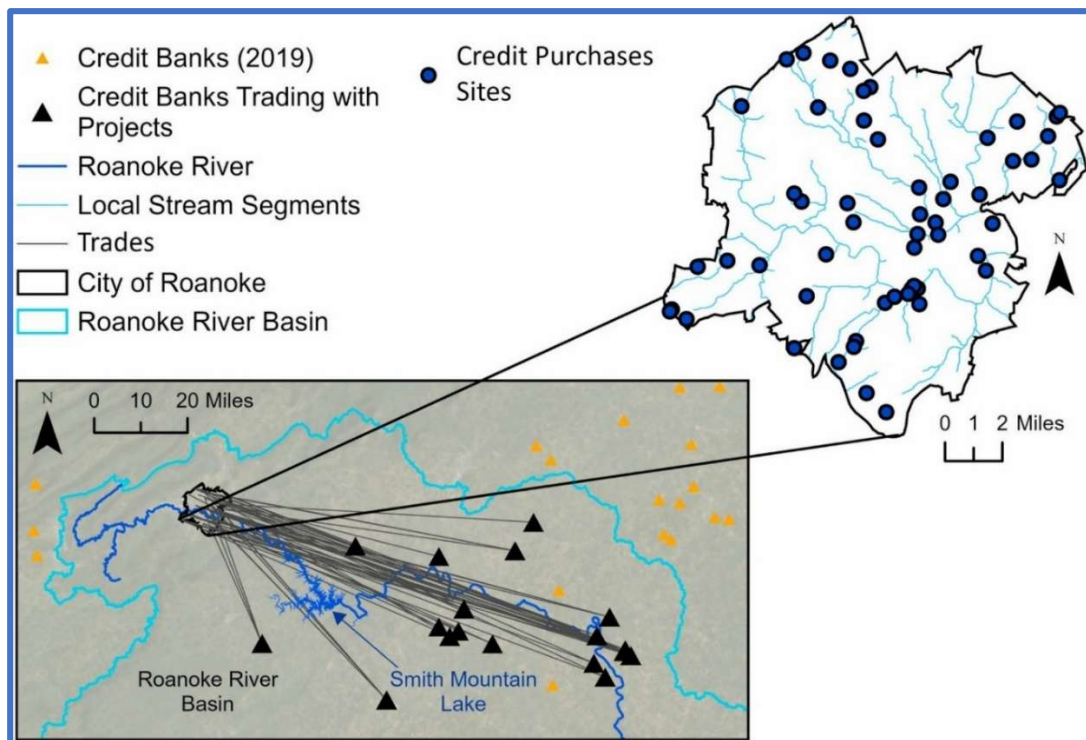 Credit Banks (2019)
Credit Banks Trading with
Projects
Roanoke River
Local Stream Segments
Trades
City of Roanoke
Roanoke River Basin
Credit Purchases
Sites
N
0 1 2 Miles
N
0 10 20 Miles
Roanoke River
Basin
Smith Mountain
Lake